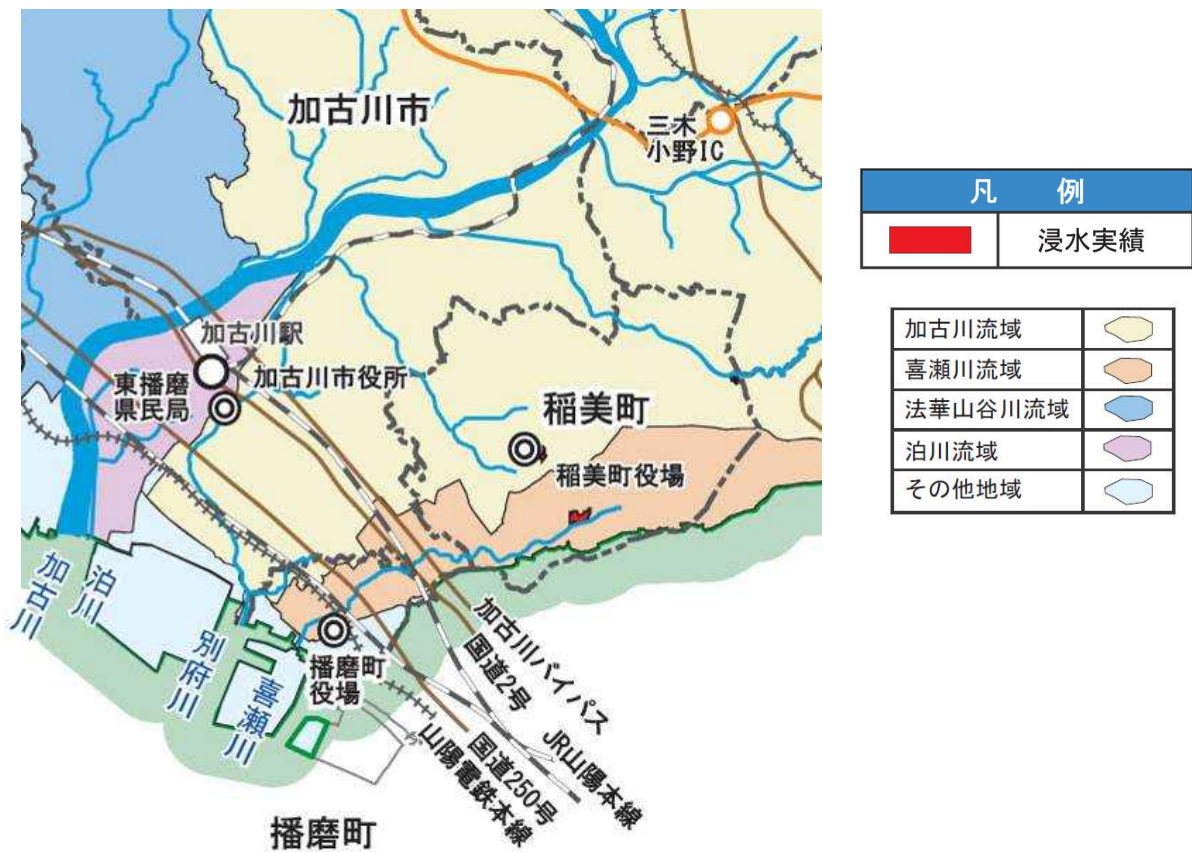 加古川市
三木
小野IC
加古川駅
東播磨
県民局
加古川市役所
稲美町
稲美町役場
加古川
泊川
別府川
喜瀬川
播磨町
役場
加古川バイパス
国道2号
JR山陽本線
国道250号
山陽電鉄本線
播磨町
凡 例
浸水実績
加古川流域
喜瀬川流域
法華山谷川流域
泊川流域
その他地域